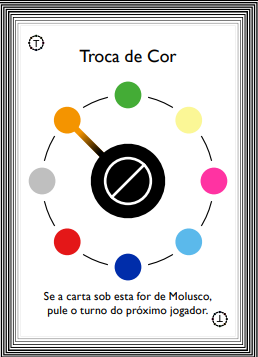 T
Troca de Cor
Se a carta sob esta for de Molusco,
pule o turno do próximo jogador.
T